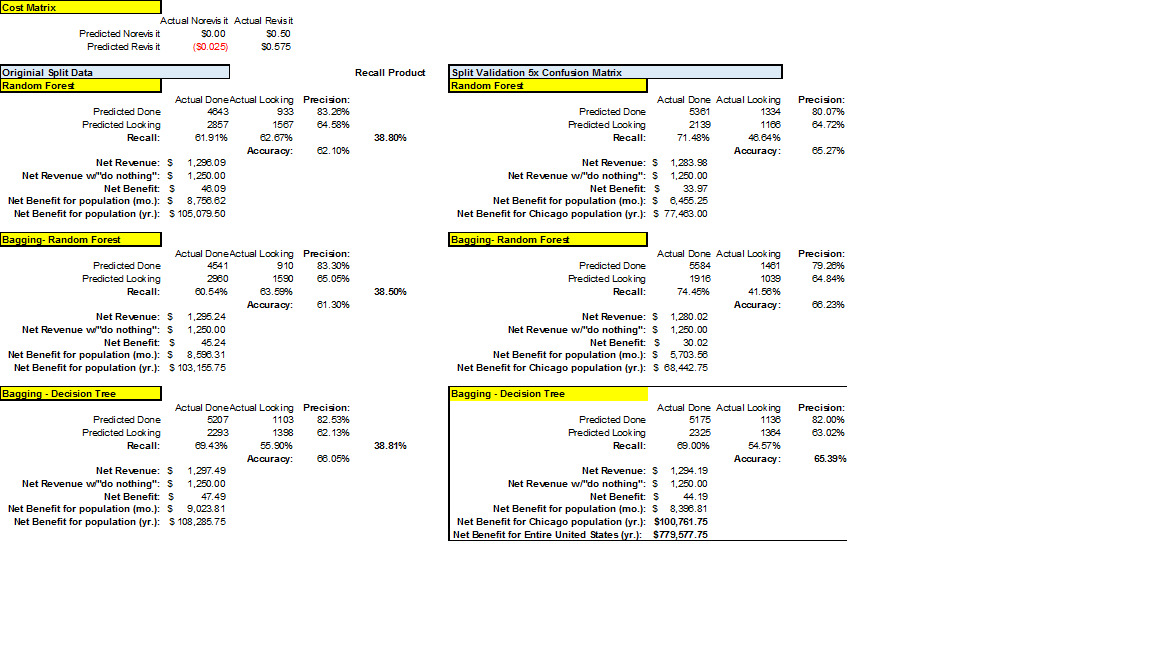 Cost Matrix
Actual Norevisit Actual Revisit
Predicted Norevisit $0.00 $0.50
Predicted Revisit ($0.025) $0.575
Originial Split Data Recall Product Split Validation 5x Confusion Matrix
Random Forest Random Forest
Actual Done Actual Looking Precision: Actual Done Actual Looking Precision:
Predicted Done 4643 933 83.26% Predicted Done 5361 1334 80.07%
Predicted Looking 2857 1567 64.58% Predicted Looking 2139 1166 64.72%
Recall: 61.91% 62.67% 38.80% Recall: 71.48% 46.64%
Accuracy: 62.10% Accuracy: 65.27%
Net Revenue: $ 1,296.09 Net Revenue: $ 1,283.98
Net Revenue w/"do nothing": $ 1,250.00 Net Revenue w/"do nothing": $ 1,250.00
Net Benefit: $ 46.09 Net Benefit: $ 33.97
Net Benefit for population (mo.): $ 8,756.62 Net Benefit for population (mo.): $ 6,455.25
Net Benefit for population (yr.): $ 105,079.50 Net Benefit for Chicago population (yr.): $ 77,463.00
Bagging- Random Forest Bagging- Random Forest
Actual Done Actual Looking Precision: Actual Done Actual Looking Precision:
Predicted Done 4541 910 83.30% Predicted Done 5584 1461 79.26%
Predicted Looking 2960 1590 65.05% Predicted Looking 1916 1039 64.84%
Recall: 60.54% 63.59% 38.50% Recall: 74.45% 41.56%
Accuracy: 61.30% Accuracy: 66.23%
Net Revenue: $ 1,295.24 Net Revenue: $ 1,280.02
Net Revenue w/"do nothing": $ 1,250.00 Net Revenue w/"do nothing": $ 1,250.00
Net Benefit: $ 45.24 Net Benefit: $ 30.02
Net Benefit for population (mo.): $ 8,596.31 Net Benefit for population (mo.): $ 5,703.56
Net Benefit for population (yr.): $ 103,155.75 Net Benefit for Chicago population (yr.): $ 68,442.75
Bagging - Decision Tree Bagging - Decision Tree
Actual Done Actual Looking Precision: Actual Done Actual Looking Precision:
Predicted Done 5207 1103 82.53% Predicted Done 5175 1136 82.00%
Predicted Looking 2293 1398 62.13% Predicted Looking 2325 1364 63.02%
Recall: 69.43% 55.90% 38.81% Recall: 69.00% 54.57%
Accuracy: 66.05% Accuracy: 65.39%
Net Revenue: $ 1,297.49 Net Revenue: $ 1,294.19
Net Revenue w/"do nothing": $ 1,250.00 Net Revenue w/"do nothing": $ 1,250.00
Net Benefit: $ 47.49 Net Benefit: $ 44.19
Net Benefit for population (mo.): $ 9,023.81 Net Benefit for population (mo.): $ 8,396.81
Net Benefit for population (yr.): $ 108,285.75 Net Benefit for Chicago population (yr.): $100,761.75
Net Benefit for Entire United States (yr.): $779,577.75